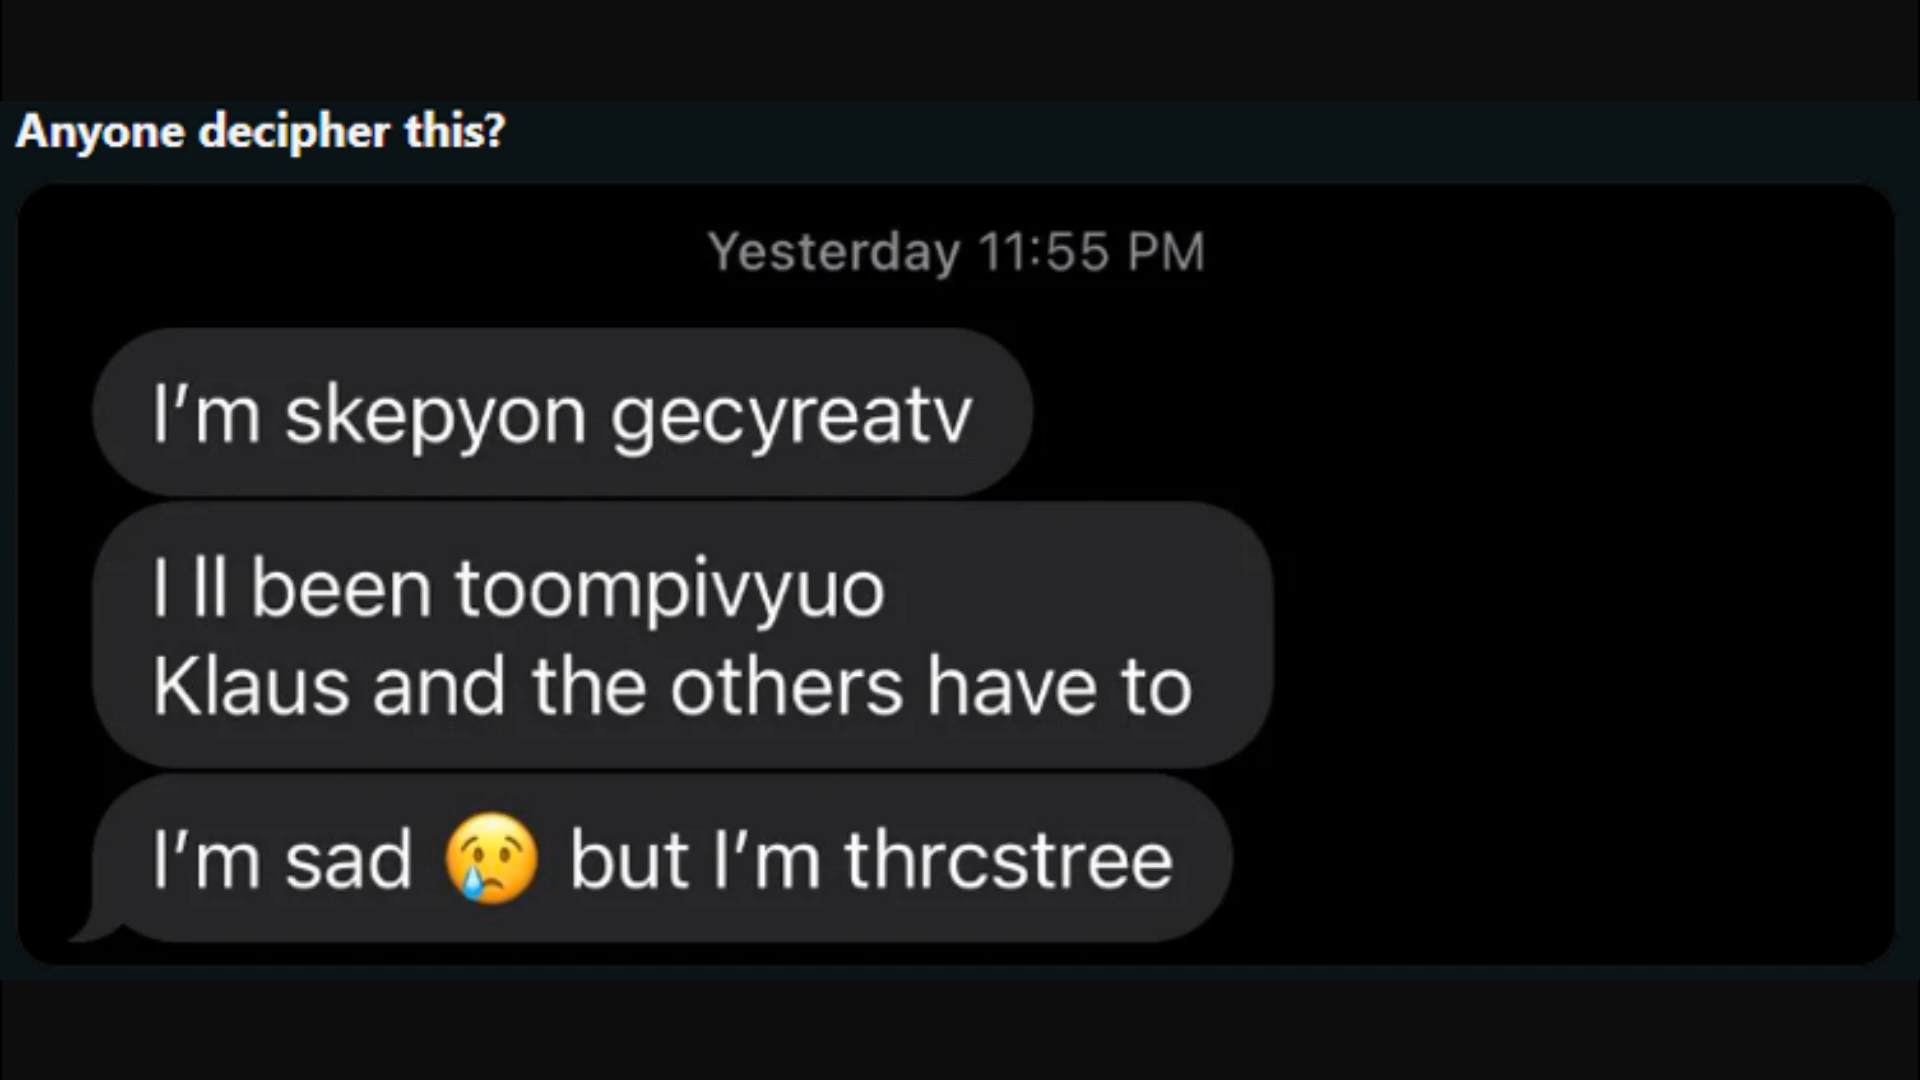 Anyone decipher this?
Yesterday 11:55 PM
I’m skepyon gecyreatv
I ll been toompivyuo
Klaus and the others have to
I’m sad 😢 but I’m thrcstree